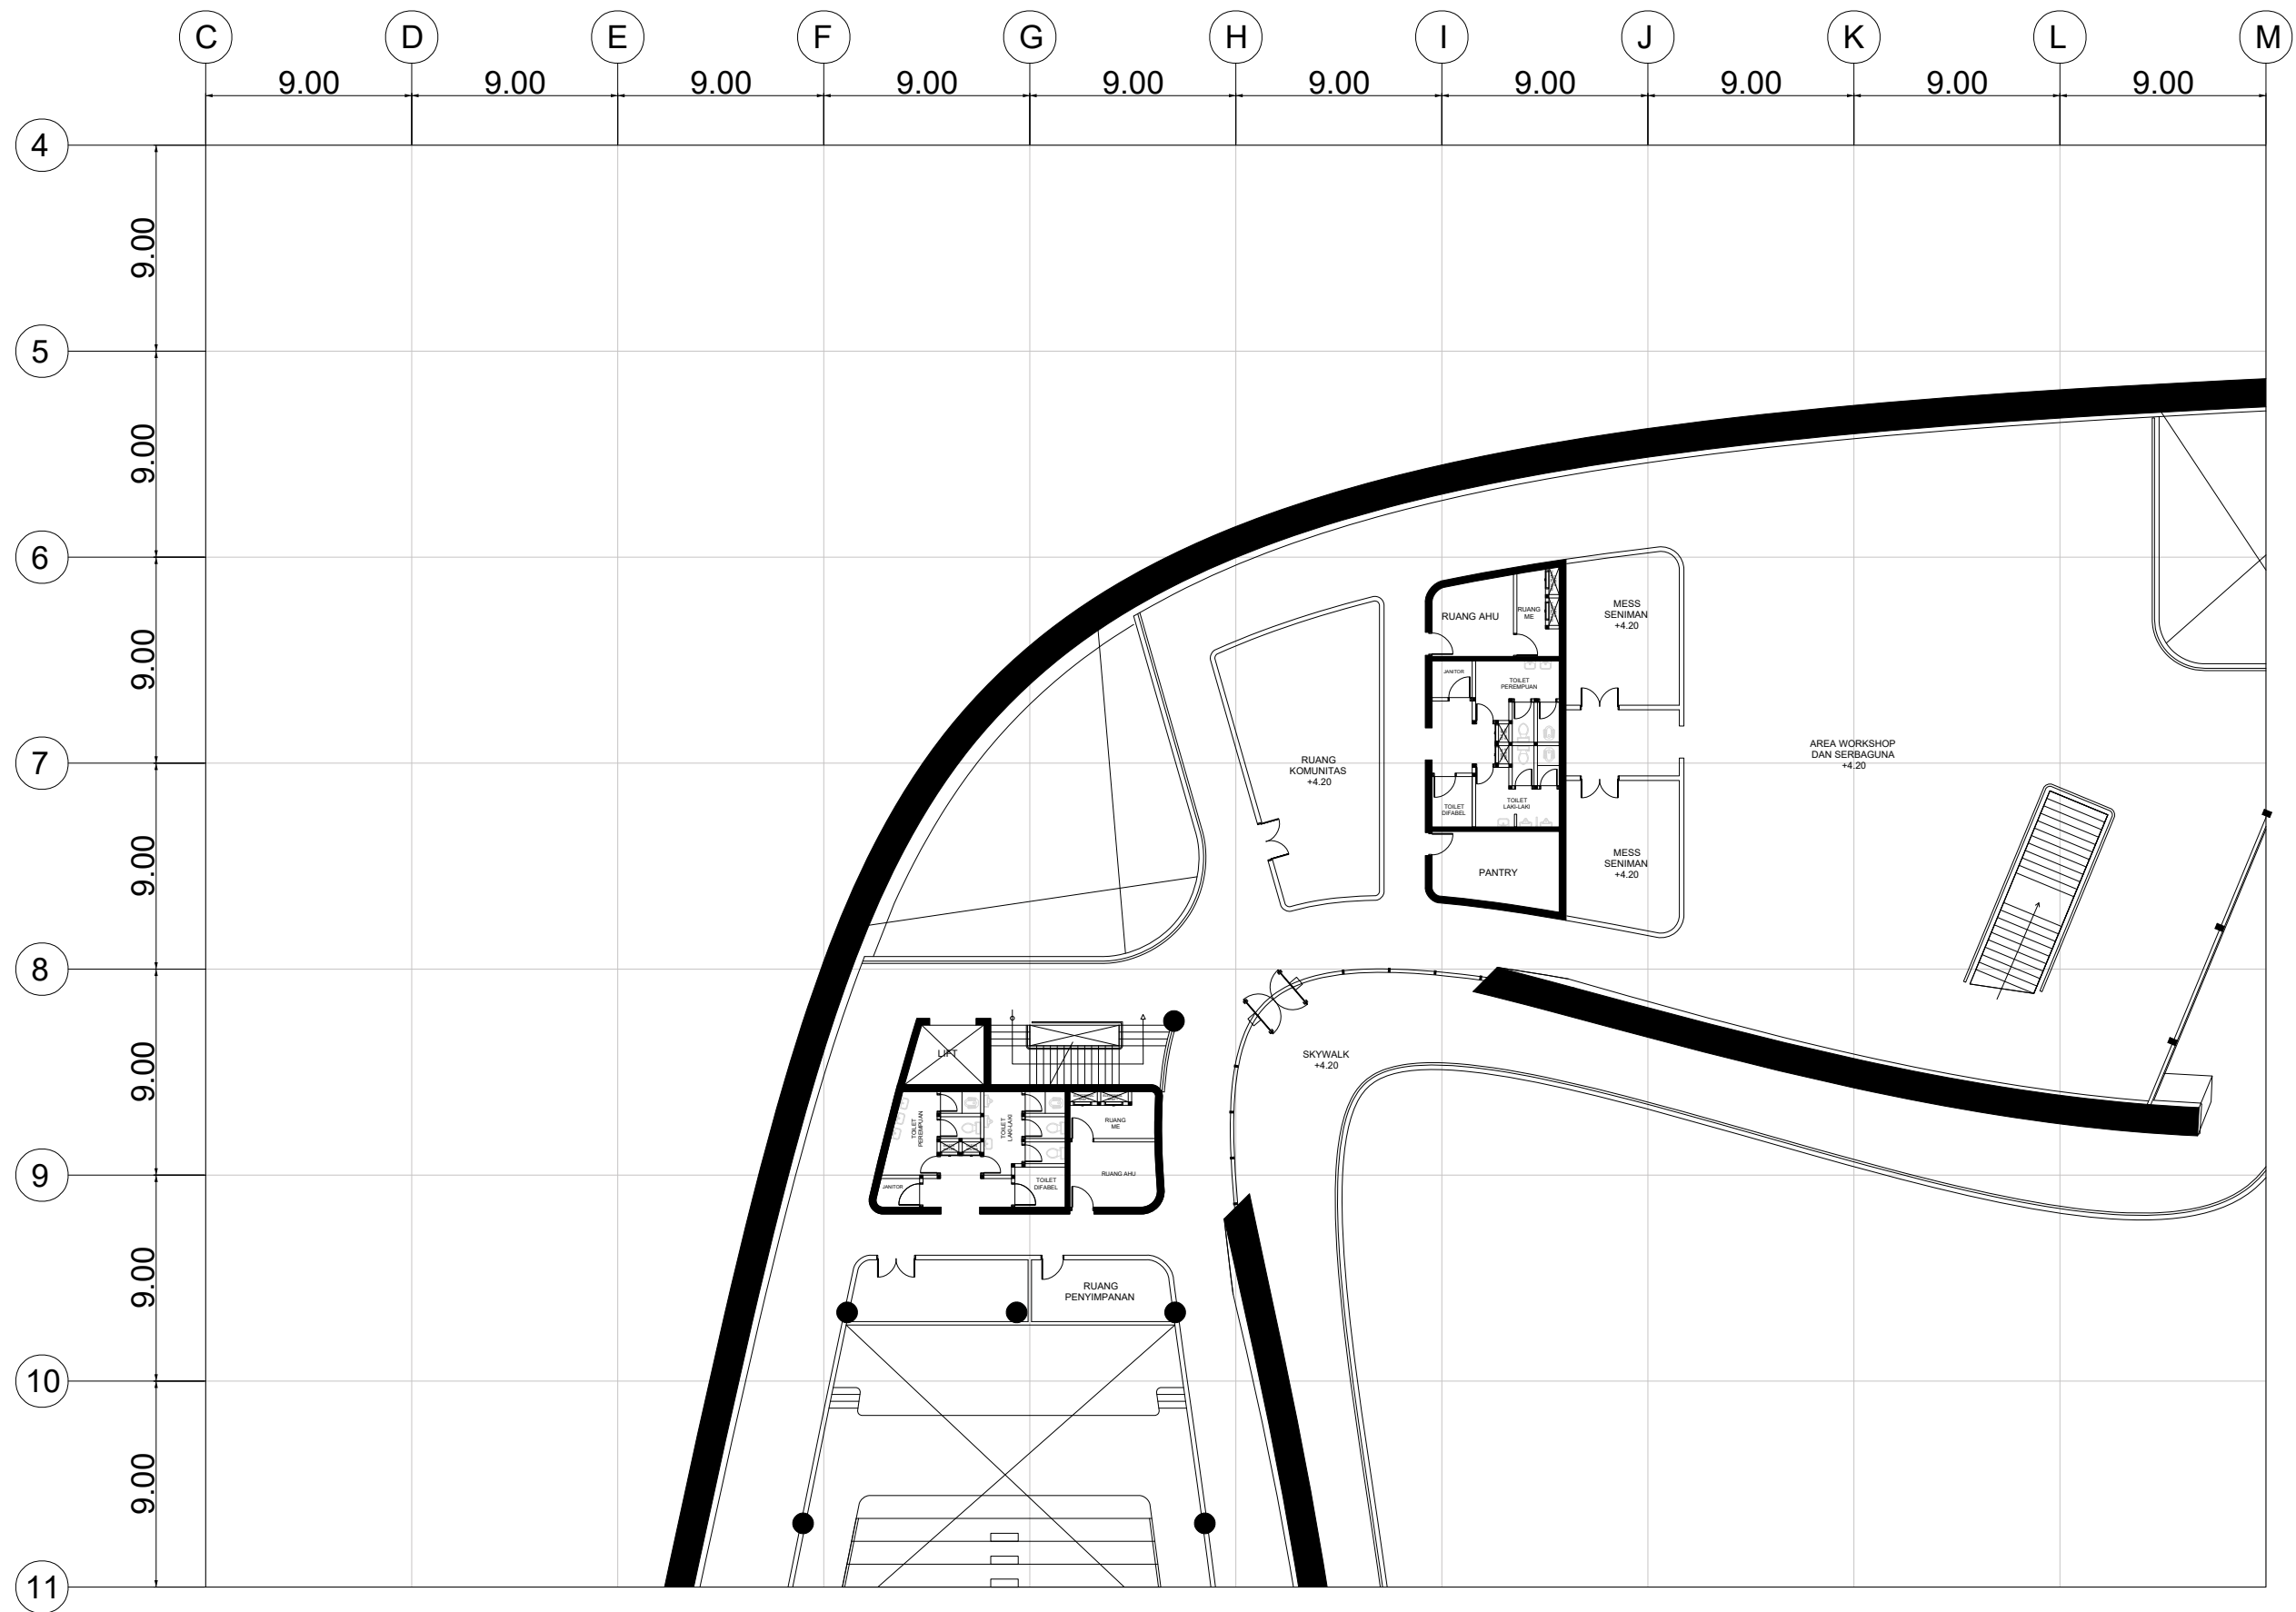 C D E F G H I J K L M
9.00 9.00 9.00 9.00 9.00 9.00 9.00 9.00 9.00 9.00
4
9.00
5
9.00
6
9.00
7
9.00
8
9.00
9
9.00
10
9.00
11
RUANG AHU
RUANG
ME
MESS
SENIMAN
+4.20
JANITOR
TOILET
PEREMPUAN
RUANG
KOMUNITAS
+4.20
AREA WORKSHOP
DAN SERBAGUNA
+4.20
TOILET
DIFABEL
TOILET
LAKI-LAKI
PANTRY
MESS
SENIMAN
+4.20
LIFT
SKYWALK
+4.20
TOILET
PEREMPUAN
TOILET
LAKI-LAKI
RUANG
ME
JANITOR
TOILET
DIFABEL
RUANG AHU
RUANG
PENYIMPANAN